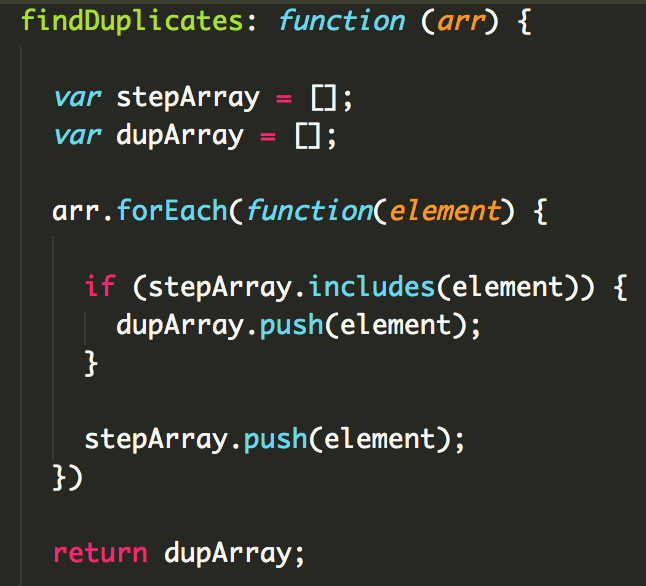 findDuplicates: function (arr) {
var stepArray = [];
var dupArray = [];
arr.forEach(function(element) {
if (stepArray.includes(element)) {
dupArray.push(element);
}
stepArray.push(element);
})
return dupArray;